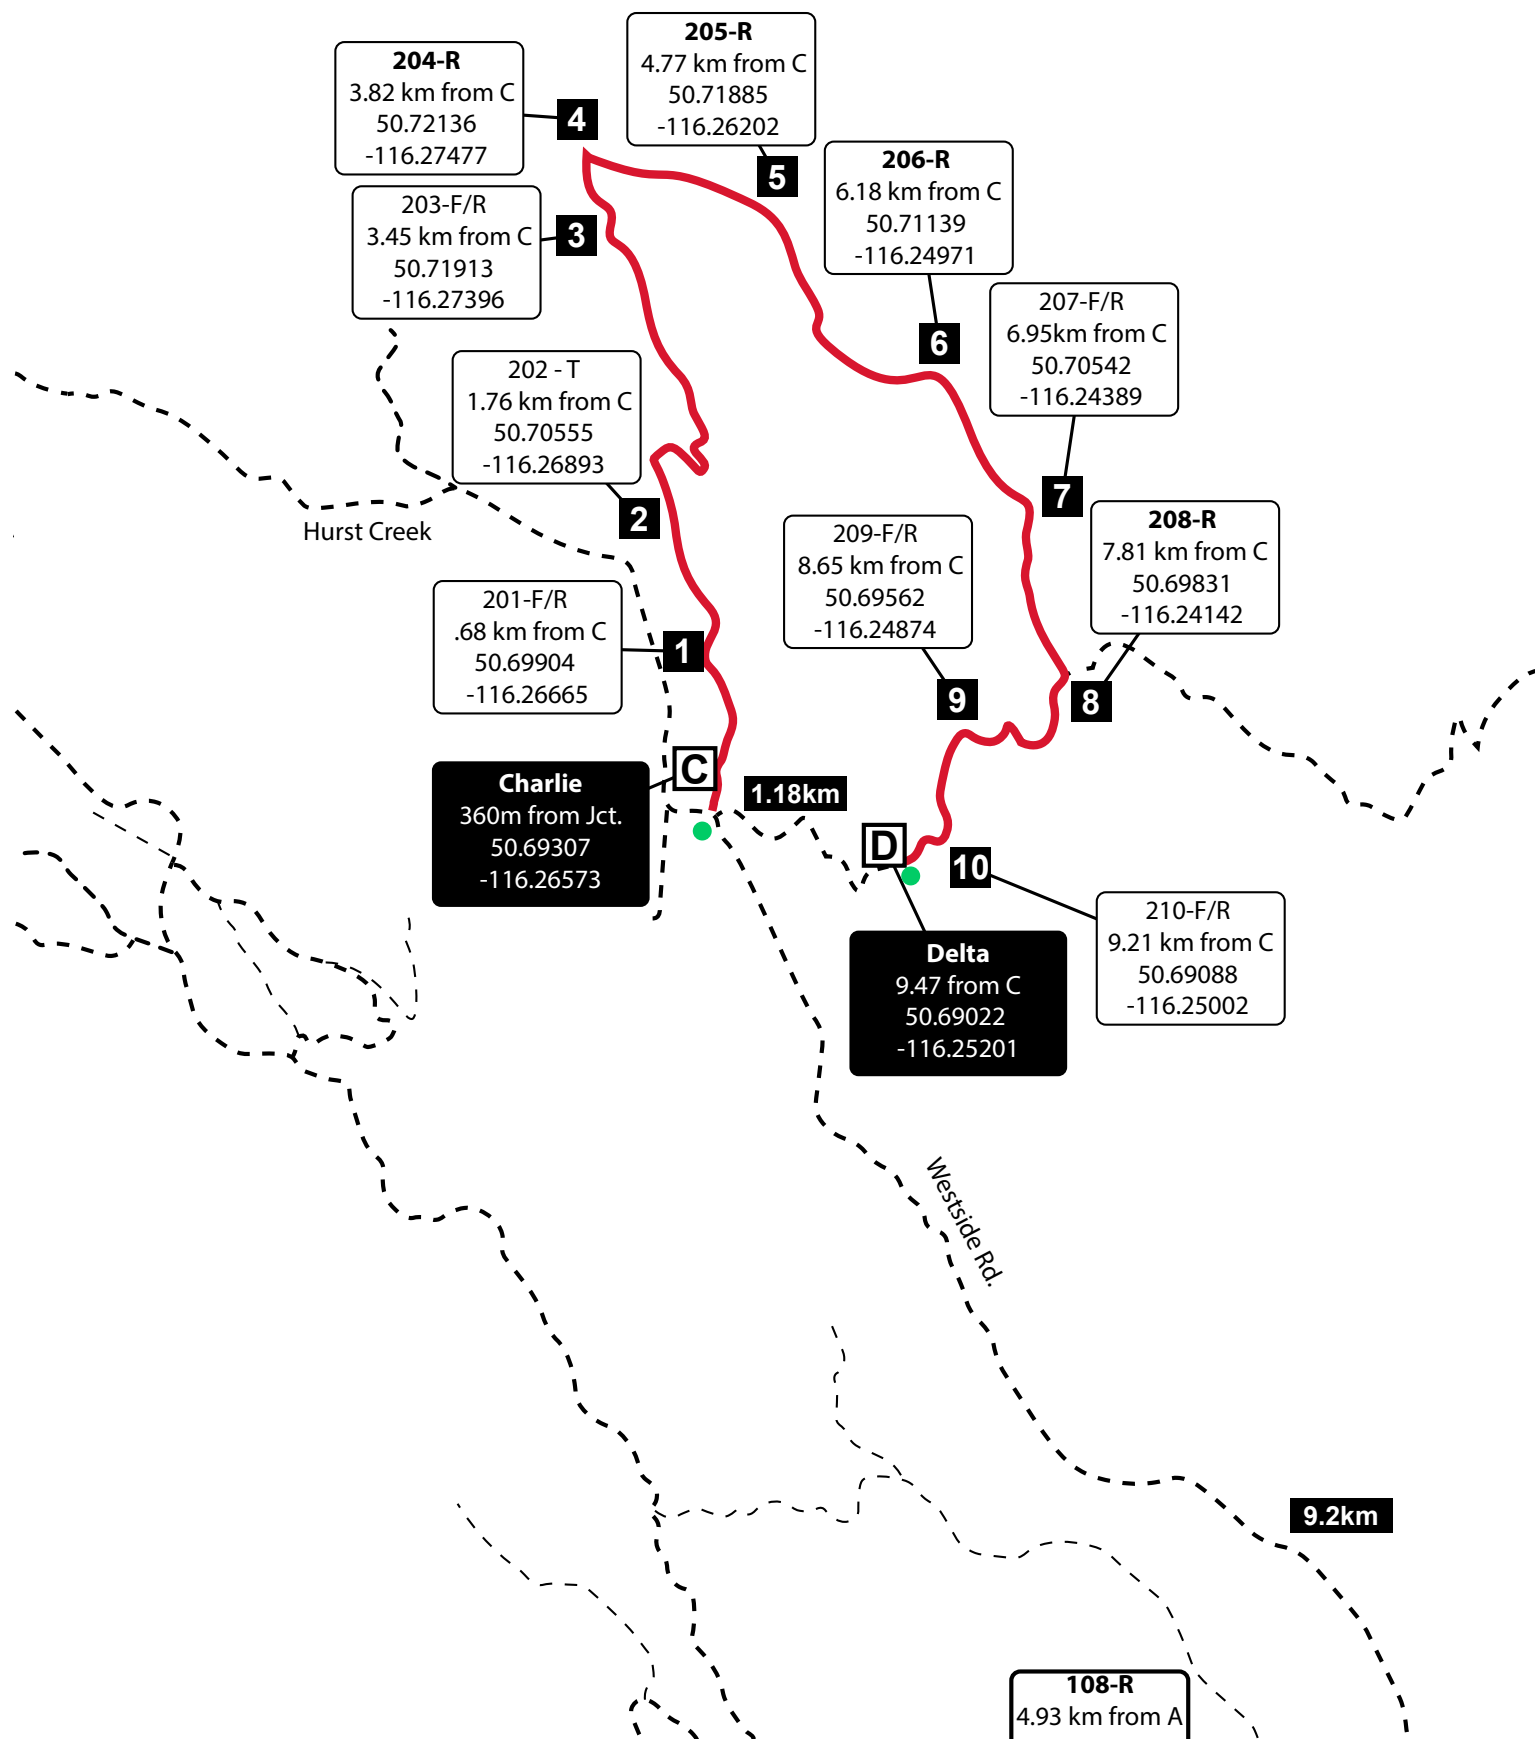 205-R
4.77 km from C
50.71885
-116.26202
204-R
3.82 km from C
50.72136
-116.27477
4
5
206-R
6.18 km from C
50.71139
-116.24971
203-F/R
3.45 km from C
50.71913
-116.27396
3
207-F/R
6.95km from C
50.70542
-116.24389
6
202 - T
1.76 km from C
50.70555
-116.26893
2
7
Hurst Creek
208-R
7.81 km from C
50.69831
-116.24142
8
209-F/R
8.65 km from C
50.69562
-116.24874
9
201-F/R
.68 km from C
50.69904
-116.26665
1
C
Charlie
360m from Jct.
50.69307
-116.26573
1.18km
D
10
210-F/R
9.21 km from C
50.69088
-116.25002
Delta
9.47 from C
50.69022
-116.25201
Westside Rd.
9.2km
108-R
4.93 km from A